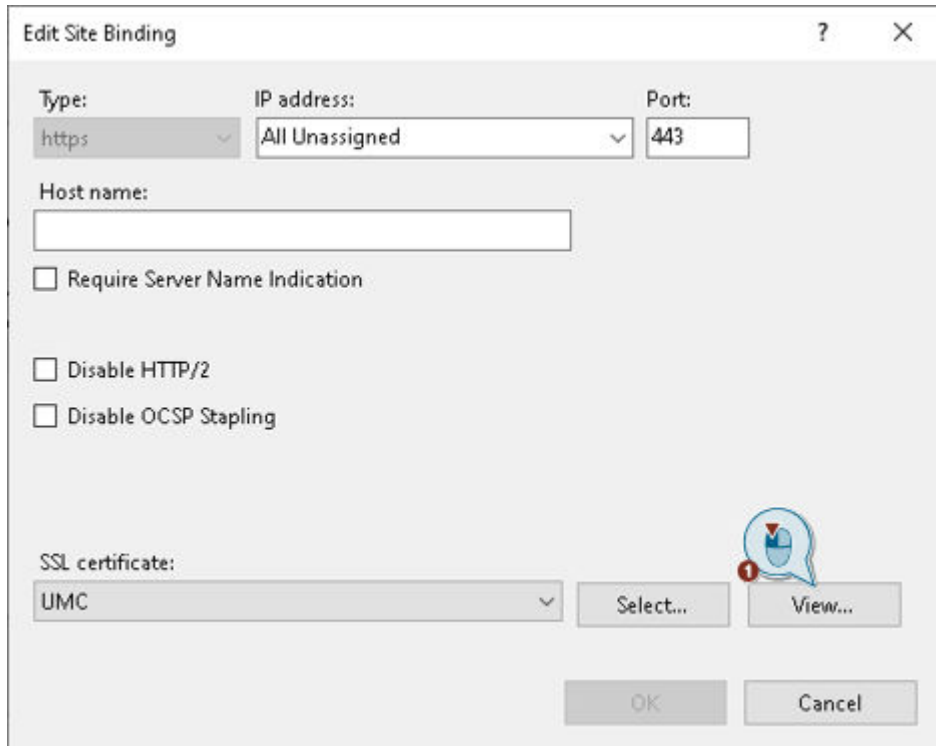 Edit Site Binding ? ×
Type: IP address: Port:
https All Unassigned 443
Host name:
Require Server Name Indication
Disable HTTP/2
Disable OCSP Stapling
1
SSL certificate:
UMC Select... View...
OK Cancel